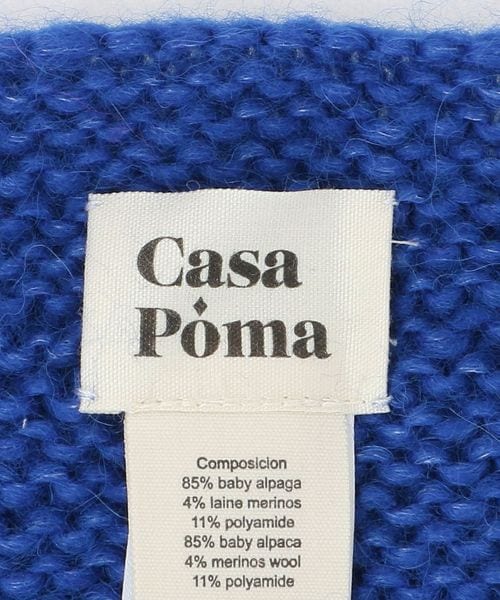 Casa
Poma
Composicion
85% baby alpaga
4% laine merinos
11% polyamide
85% baby alpaca
4% merinos wool
11% polyamide